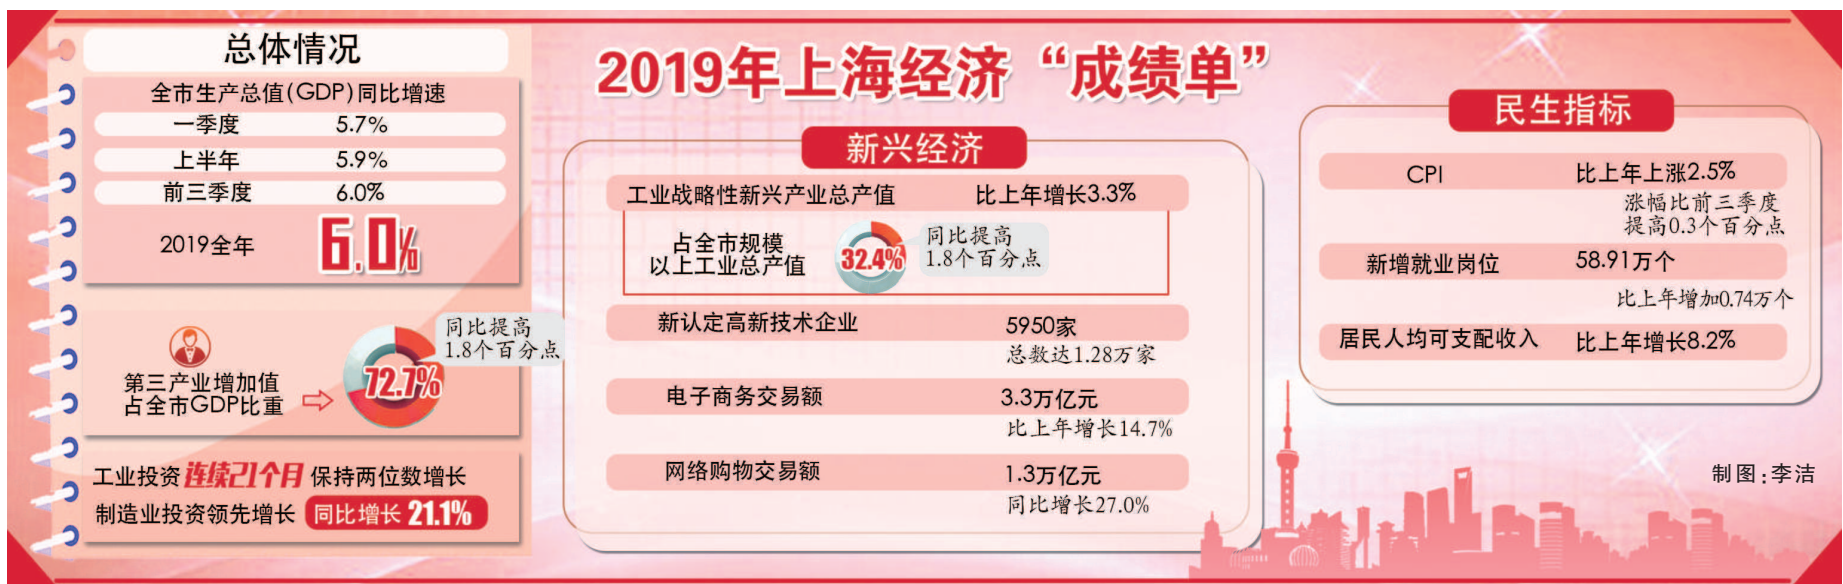 2019年上海经济“成绩单”
总体情况
全市生产总值(GDP)同比增速
一季度 5.7%
上半年 5.9%
前三季度 6.0%
2019全年 6.0%
同比提高
1.8个百分点
第三产业增加值
占全市GDP比重
72.7%
工业投资连续21个月保持两位数增长
制造业投资领先增长 同比增长21.1%
新兴经济
工业战略性新兴产业总产值 比上年增长3.3%
占全市规模
以上工业总产值
32.4%
同比提高
1.8个百分点
新认定高新技术企业 5950家
总数达1.28万家
电子商务交易额 3.3万亿元
比上年增长14.7%
网络购物交易额 1.3万亿元
同比增长27.0%
民生指标
CPI 比上年上涨2.5%
涨幅比前三季度
提高0.3个百分点
新增就业岗位 58.91万个
比上年增加0.74万个
居民人均可支配收入 比上年增长8.2%
制图:李洁